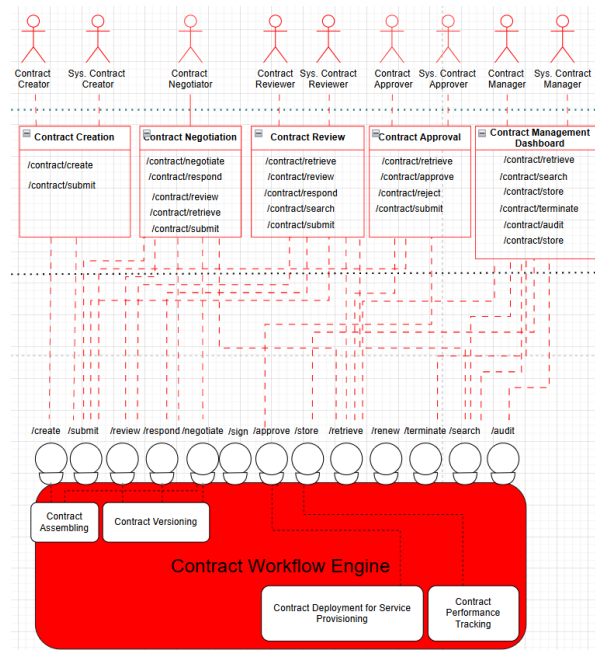 Contract
Creator
Sys. Contract
Creator
Contract
Negotiator
Contract
Reviewer
Sys. Contract
Reviewer
Contract
Approver
Sys. Contract
Approver
Contract
Manager
Sys. Contract
Manager
Contract Creation
/contract/create
/contract/submit
Contract Negotiation
/contract/negotiate
/contract/respond
/contract/review
/contract/retrieve
/contract/submit
Contract Review
/contract/retrieve
/contract/review
/contract/respond
/contract/search
/contract/submit
Contract Approval
/contract/retrieve
/contract/approve
/contract/reject
/contract/submit
Contract Management
Dashboard
/contract/retrieve
/contract/search
/contract/store
/contract/terminate
/contract/audit
/contract/store
/create
/submit
/review
/respond
/negotiate
/sign
/approve
/store
/retrieve
/renew
/terminate
/search
/audit
Contract
Assembling
Contract Versioning
Contract Workflow Engine
Contract Deployment for Service
Provisioning
Contract
Performance
Tracking